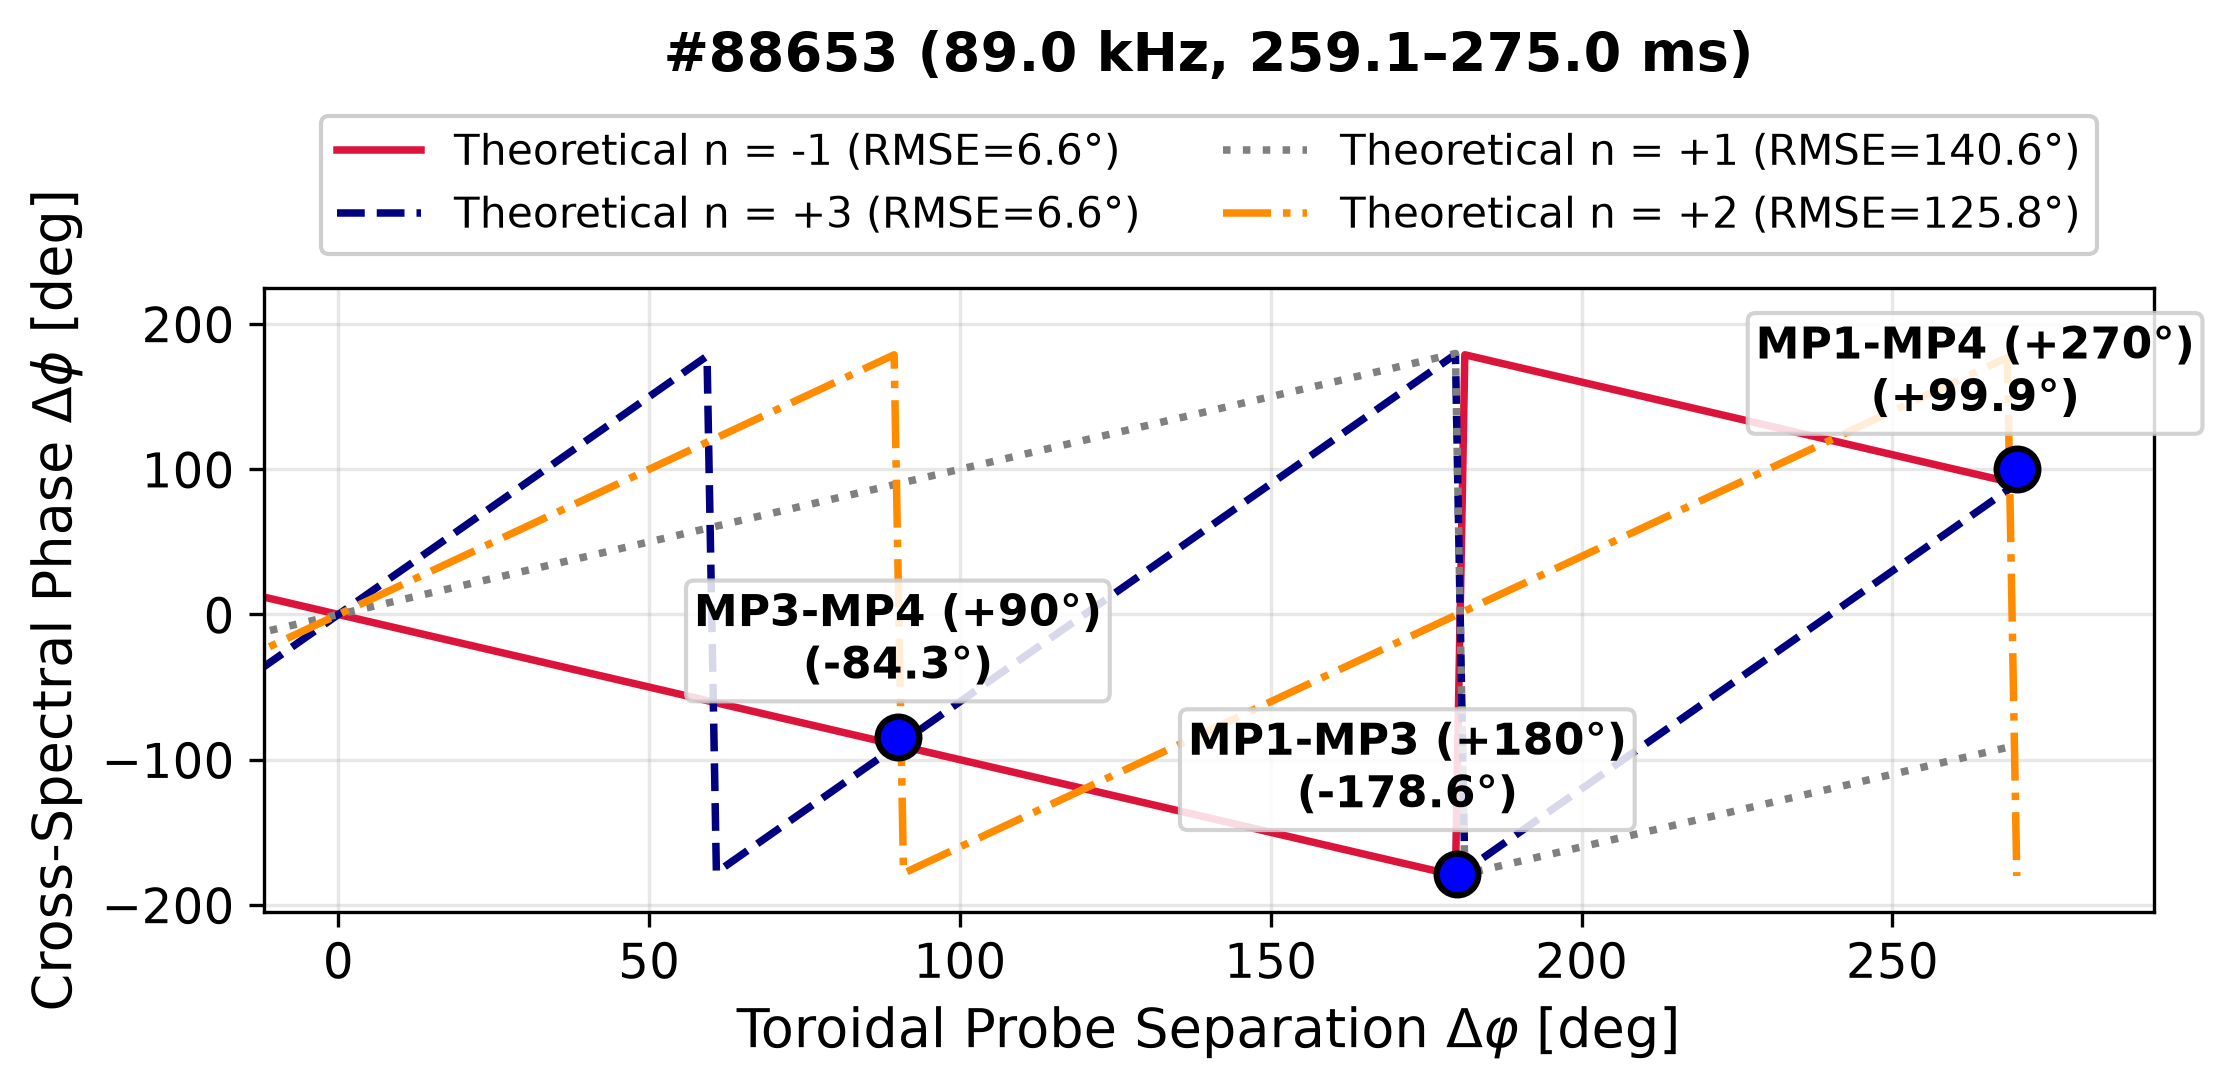 #88653 (89.0 kHz, 259.1–275.0 ms)
Theoretical n = -1 (RMSE=6.6°)
Theoretical n = +3 (RMSE=6.6°)
Theoretical n = +1 (RMSE=140.6°)
Theoretical n = +2 (RMSE=125.8°)
Cross-Spectral Phase Δϕ [deg]
200
100
0
−100
−200
MP1-MP4 (+270°)
(+99.9°)
MP3-MP4 (+90°)
(-84.3°)
MP1-MP3 (+180°)
(-178.6°)
0
50
100
150
200
250
Toroidal Probe Separation Δφ [deg]